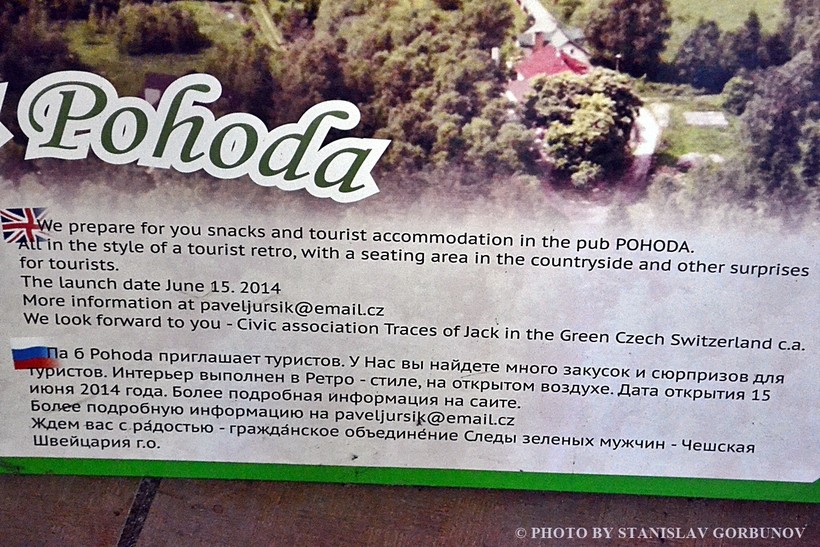 Pohoda
We prepare for you snacks and tourist accommodation in the pub POHODA.
All in the style of a tourist retro, with a seating area in the countryside and other surprises
for tourists.
The launch date June 15. 2014
More information at paveljursik@email.cz
We look forward to you - Civic association Traces of Jack in the Green Czech Switzerland c.a.
Па б Pohoda приглашает туристов. У Нас вы найдете много закусок и сюрпризов для
туристов. Интерьер выполнен в Ретро - стиле, на открытом воздухе. Дата открытия 15
июня 2014 года. Более подробная информация на сайте.
Более подробную информацию на paveljursik@email.cz
Ждем вас с ра́достью - гражда́нское объедине́ние Следы зеленых мужчин - Чешская
Швейцария г.о.
© PHOTO BY STANISLAV GORBUNOV